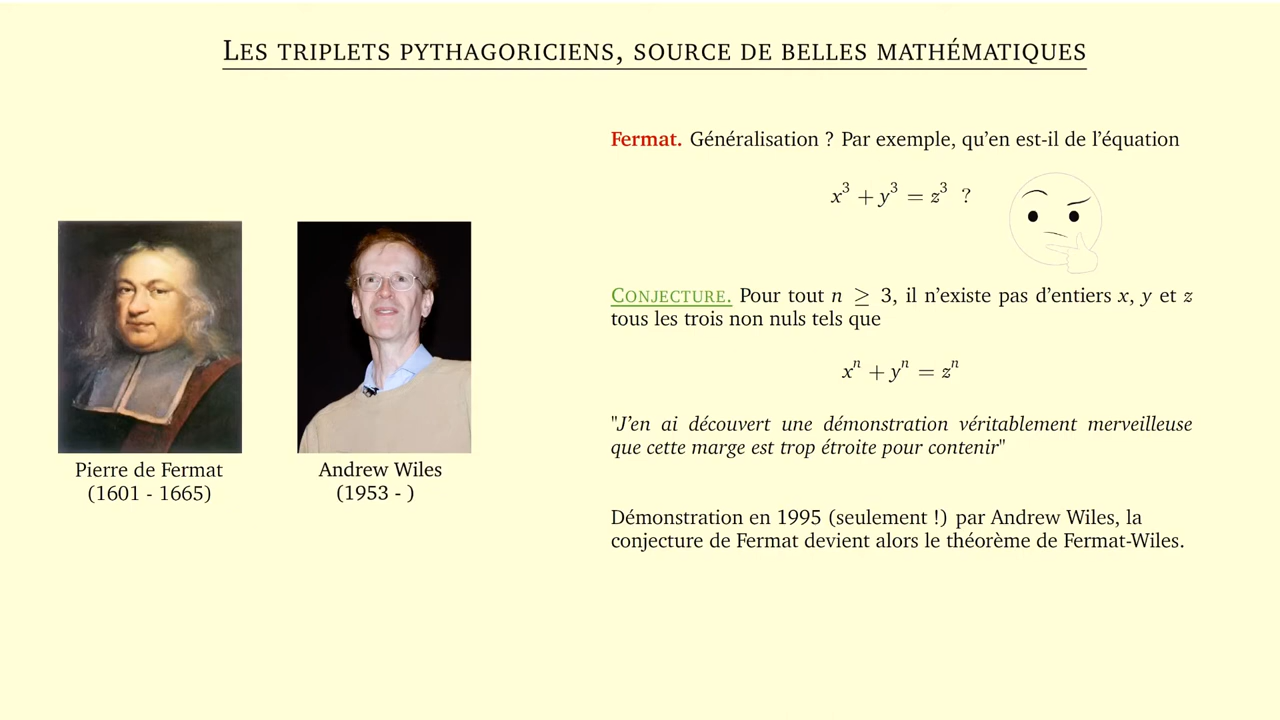 LES TRIPLETS PYTHAGORICIENS, SOURCE DE BELLES MATHÉMATIQUES
Pierre de Fermat
(1601 - 1665)
Andrew Wiles
(1953 - )
Fermat. Généralisation ? Par exemple, qu'en est-il de l'équation
x³ + y³ = z³ ?
CONJECTURE. Pour tout n ≥ 3, il n'existe pas d'entiers x, y et z
tous les trois non nuls tels que
xⁿ + yⁿ = zⁿ
"J'en ai découvert une démonstration véritablement merveilleuse
que cette marge est trop étroite pour contenir"
Démonstration en 1995 (seulement !) par Andrew Wiles, la
conjecture de Fermat devient alors le théorème de Fermat-Wiles.